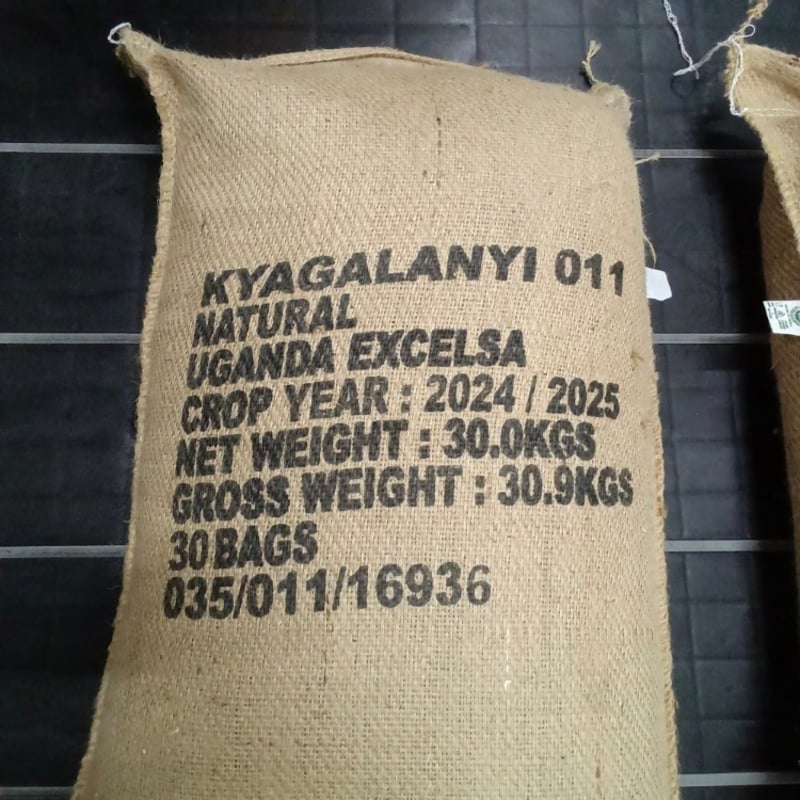 KYAGALANYI 011
NATURAL
UGANDA EXCELSA
CROP YEAR : 2024 / 2025
NET WEIGHT : 30.0KGS
GROSS WEIGHT : 30.9KGS
30 BAGS
035/011/16936